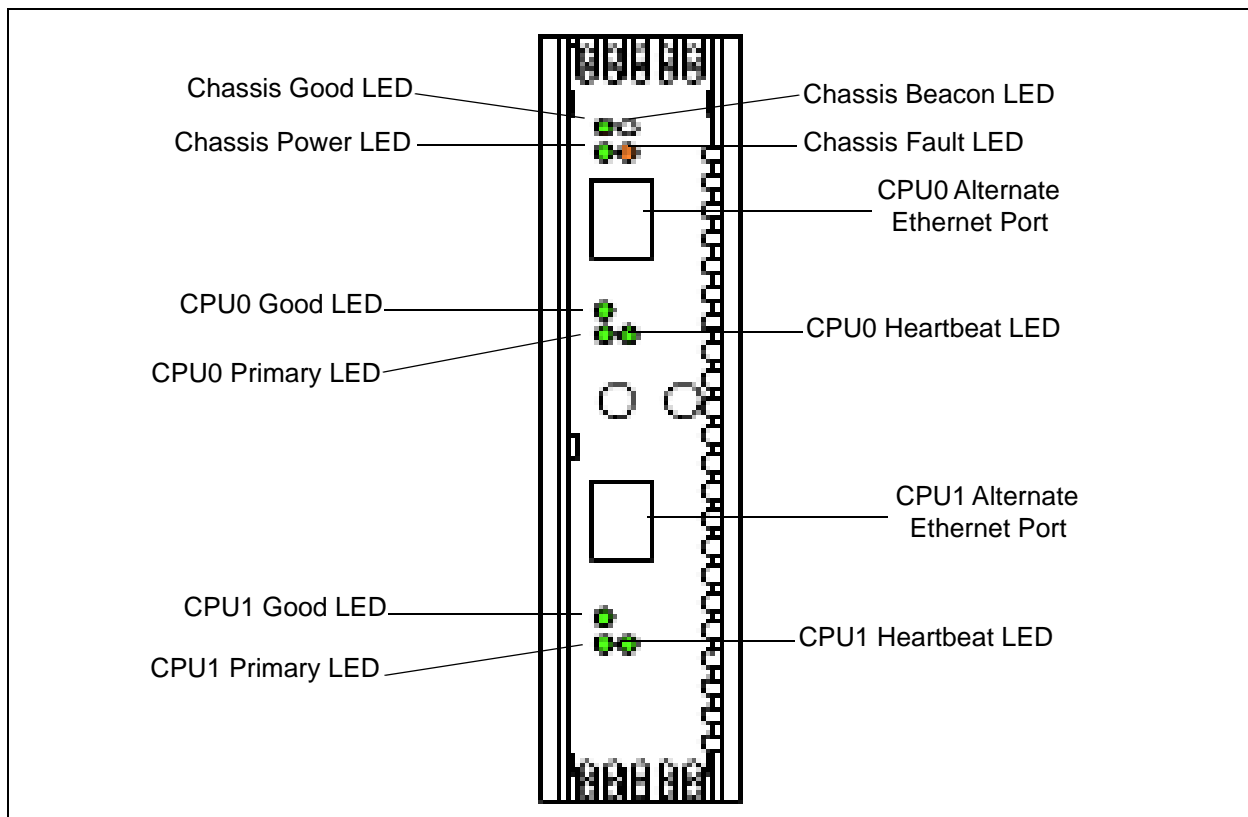 Chassis Good LED
Chassis Beacon LED
Chassis Power LED
Chassis Fault LED
CPU0 Alternate
Ethernet Port
CPU0 Good LED
CPU0 Heartbeat LED
CPU0 Primary LED
CPU1 Alternate
Ethernet Port
CPU1 Good LED
CPU1 Heartbeat LED
CPU1 Primary LED